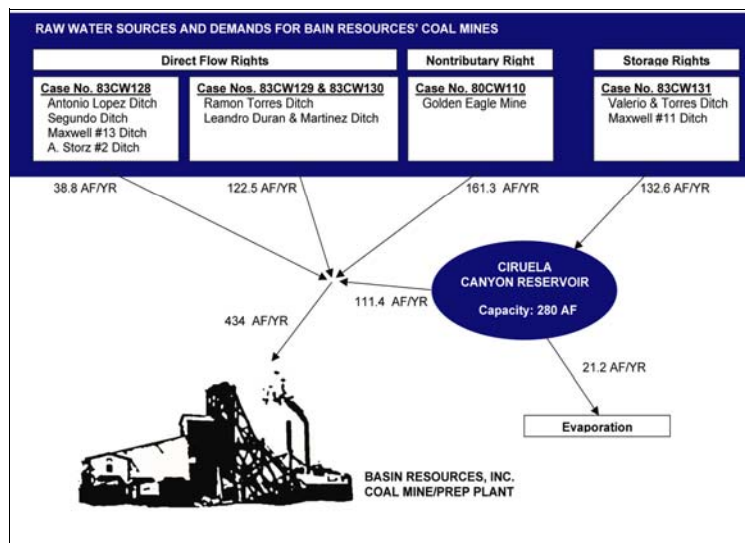 RAW WATER SOURCES AND DEMANDS FOR BAIN RESOURCES' COAL MINES
Direct Flow Rights
Nontributary Right
Storage Rights
Case No. 83CW128
Antonio Lopez Ditch
Segundo Ditch
Maxwell #13 Ditch
A. Storz #2 Ditch
Case Nos. 83CW129 & 83CW130
Ramon Torres Ditch
Leandro Duran & Martinez Ditch
Case No. 80CW110
Golden Eagle Mine
Case No. 83CW131
Valerio & Torres Ditch
Maxwell #11 Ditch
38.8 AF/YR
122.5 AF/YR
161.3 AF/YR
132.6 AF/YR
CIRUELA
CANYON RESERVOIR
Capacity: 280 AF
111.4 AF/YR
434 AF/YR
21.2 AF/YR
Evaporation
BASIN RESOURCES, INC.
COAL MINE/PREP PLANT